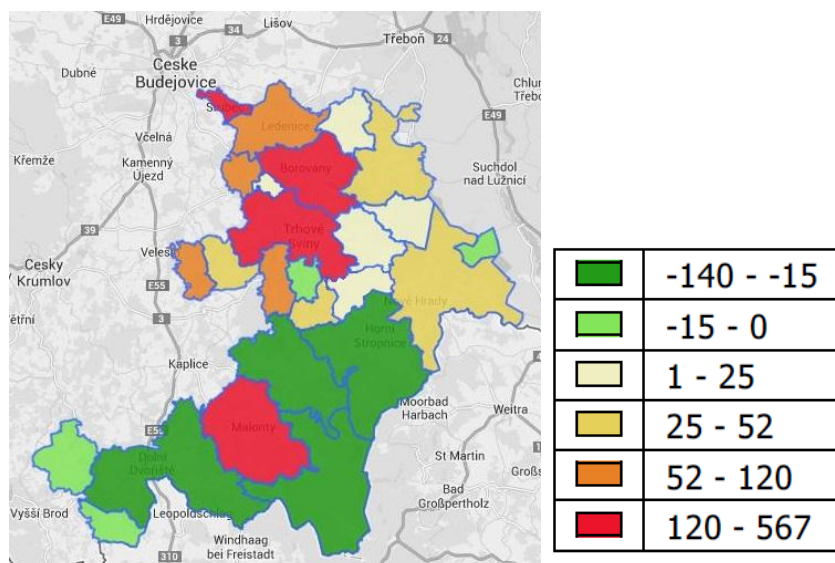 E49
Hrdějovice
34
Lišov
Třeboň
24
3
Dubné
Ceske
Budejovice
Chlu
Třebo
E49
Ledenice
Včelná
Borovany
Křemže
Kamenný
Újezd
Suchdol
nad Lužnicí
39
Trhové
Sviny
Veleš
Cesky
Krumlov
E55
Nové Hrady
ětřní
3
Horní
Stropnice
Kaplice
Moorbad
Harbach
Weitra
Malonty
Dolní
Dvořiště
St Martin
Groß
Bad
Großpertholz
Vyšší Brod
Leopoldschlag
Windhaag
bei Freistadt
310
-140 - -15
-15 - 0
1 - 25
25 - 52
52 - 120
120 - 567